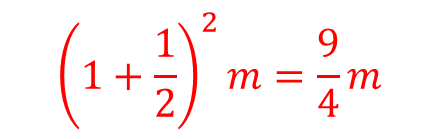 (1 + 1/2)² m = 9/4 m